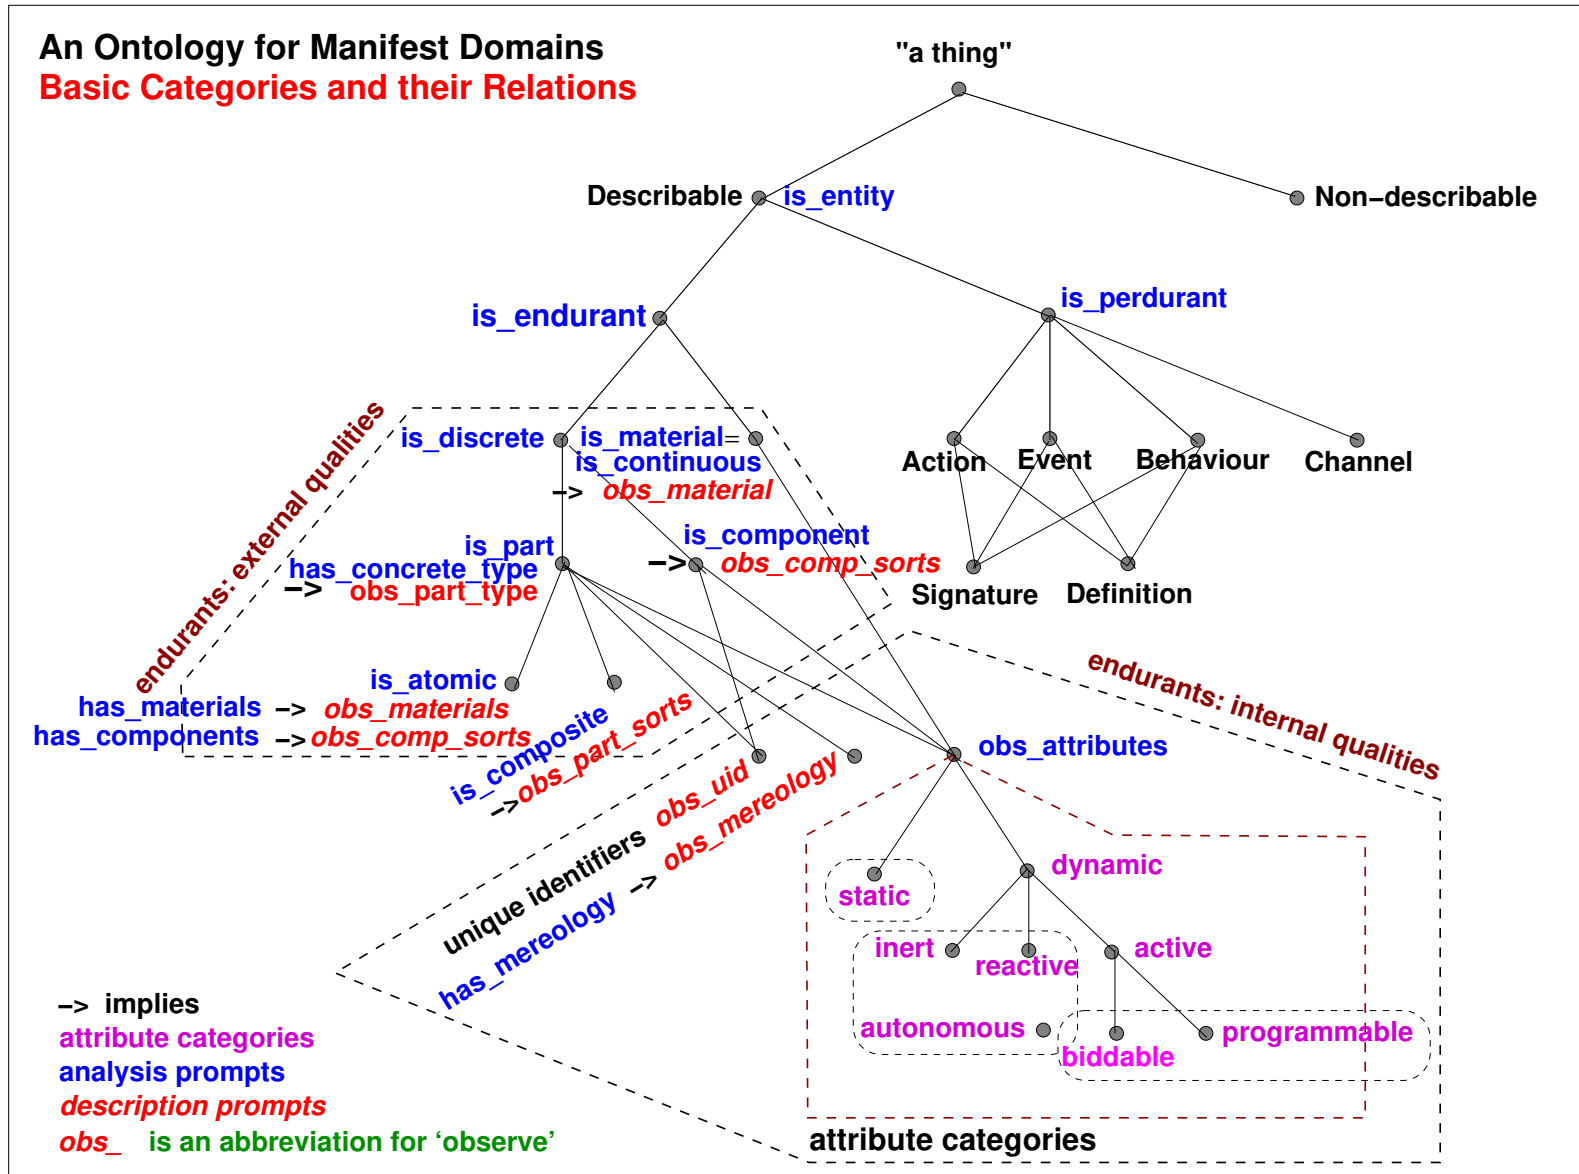 An Ontology for Manifest Domains
Basic Categories and their Relations
"a thing"
Describable
is_entity
Non−describable
is_endurant
is_perdurant
endurants: external qualities
is_discrete
is_material=
is_continuous
−> obs_material
Action
Event
Behaviour
Channel
is_part
has_concrete_type
−> obs_part_type
is_component
−> obs_comp_sorts
Signature
Definition
is_atomic
has_materials −> obs_materials
has_components −> obs_comp_sorts
is_composite
−>obs_part_sorts
endurants: internal qualities
unique identifiers obs_uid
has_mereology −> obs_mereology
obs_attributes
static
dynamic
inert
reactive
active
autonomous
biddable
programmable
attribute categories
−> implies
attribute categories
analysis prompts
description prompts
obs_ is an abbreviation for ‘observe’